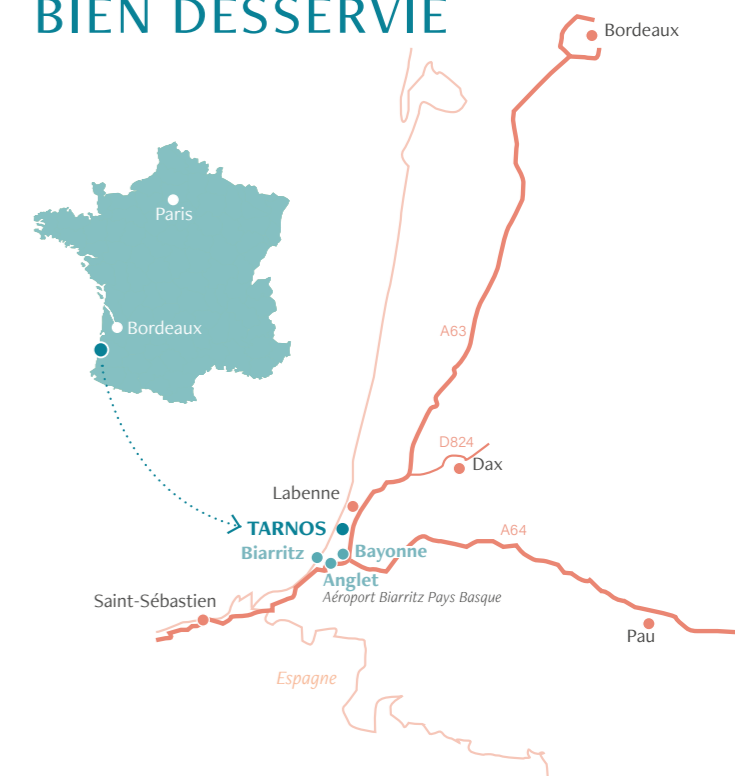 BIEN DESSERVIE
Bordeaux
Paris
Bordeaux
A63
D824
Dax
Labenne
TARNOS
A64
Biarritz
Bayonne
Anglet
Aéroport Biarritz Pays Basque
Saint-Sébastien
Pau
Espagne